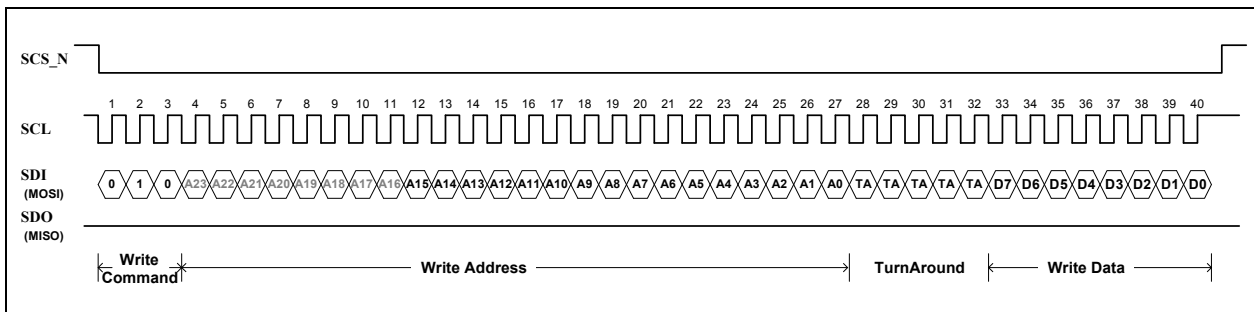 SCS_N
1 2 3 4 5 6 7 8 9 10 11 12 13 14 15 16 17 18 19 20 21 22 23 24 25 26 27 28 29 30 31 32 33 34 35 36 37 38 39 40
SCL
SDI
(MOSI)
0 1 0 A23 A22 A21 A20 A19 A18 A17 A16 A15 A14 A13 A12 A11 A10 A9 A8 A7 A6 A5 A4 A3 A2 A1 A0 TA TA TA TA TA D7 D6 D5 D4 D3 D2 D1 D0
SDO
(MISO)
Write
Command
Write Address
TurnAround
Write Data